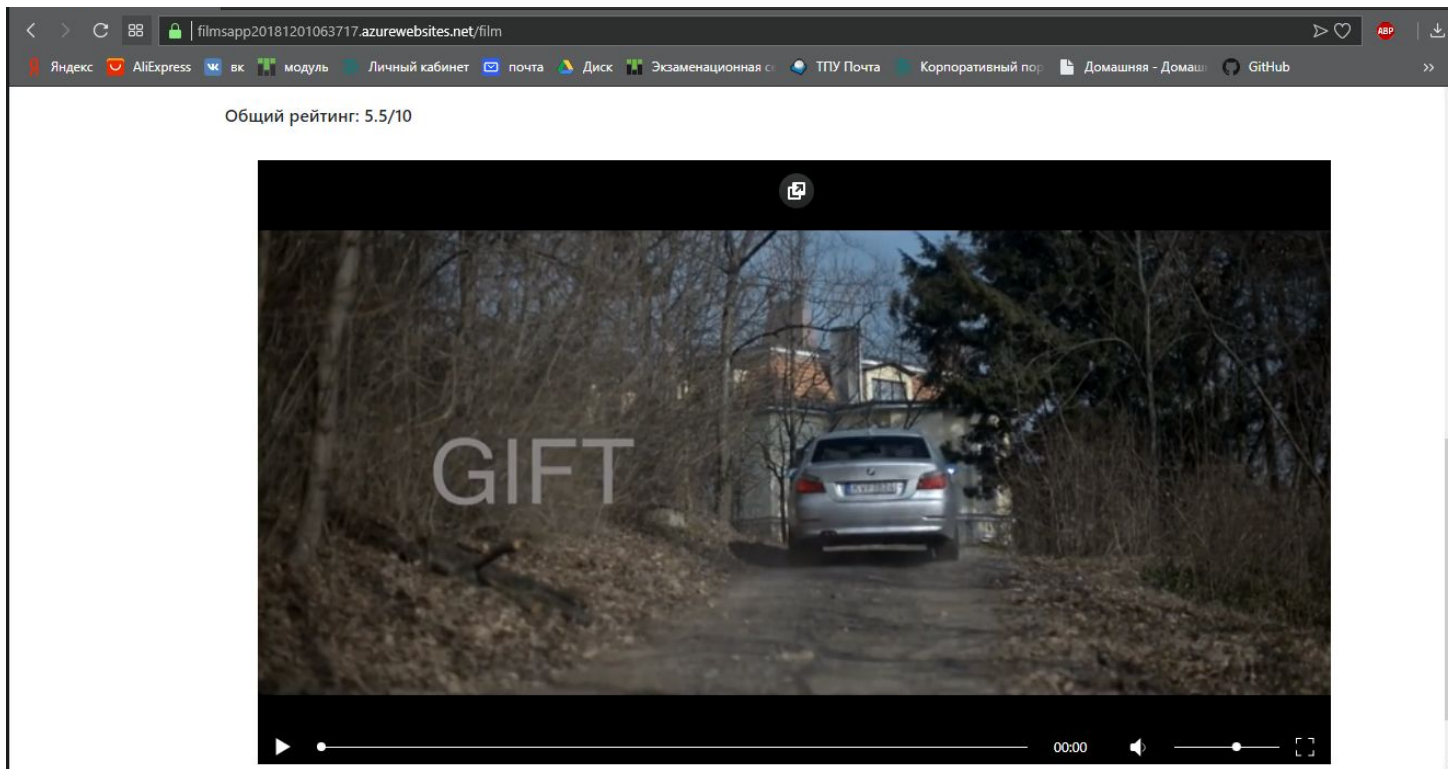 filmsapp20181201063717.azurewebsites.net/film
ABP
Яндекс AliExpress вк модуль Личный кабинет почта Диск Экзаменационная ТПУ Почта Корпоративный пор Домашняя - Домаш GitHub »
Общий рейтинг: 5.5/10
GIFT
00:00